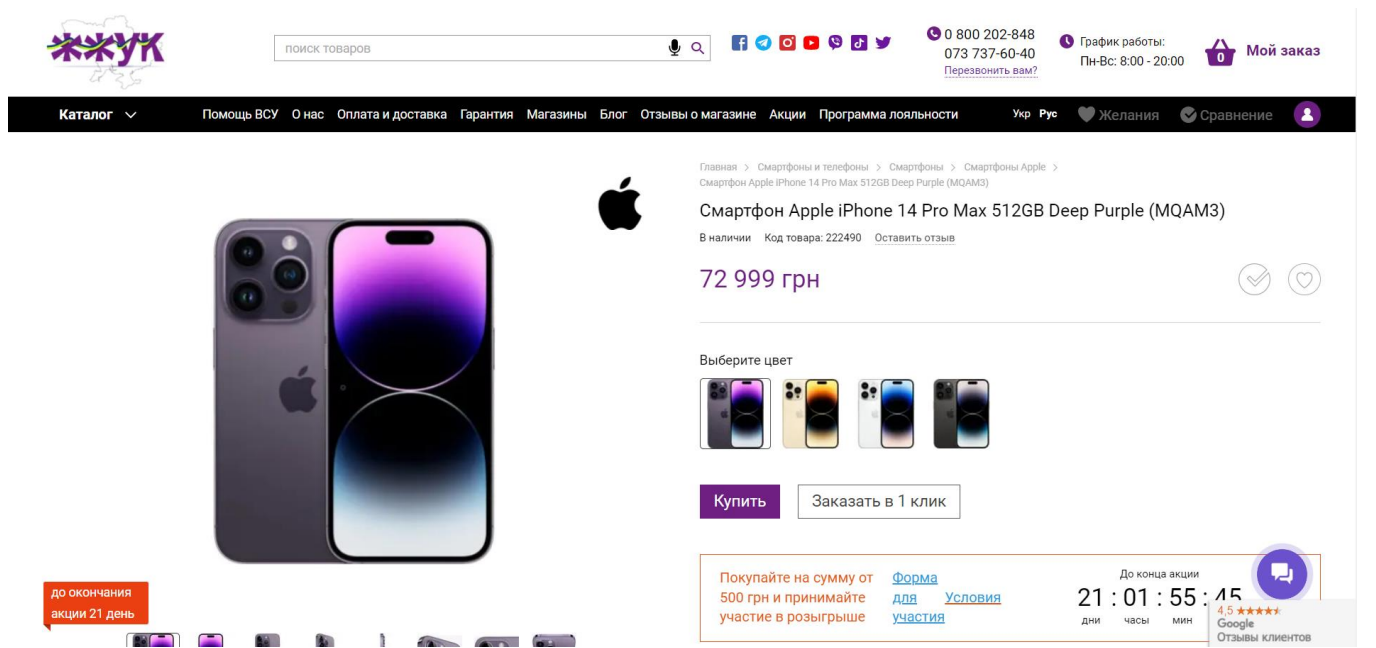 ЖЖУК
поиск товаров
0 800 202-848
073 737-60-40
Перезвонить вам?
График работы:
Пн-Вс: 8:00 - 20:00
0
Мой заказ
Каталог
Помощь ВСУ О нас Оплата и доставка Гарантия Магазины Блог Отзывы о магазине Акции Программа лояльности
Укр Рус
Желания
Сравнение
Главная > Смартфоны и телефоны > Смартфоны > Смартфоны Apple >
Смартфон Apple iPhone 14 Pro Max 512GB Deep Purple (MQAM3)
Смартфон Apple iPhone 14 Pro Max 512GB Deep Purple (MQAM3)
В наличии Код товара: 222490 Оставить отзыв
72 999 грн
Выберите цвет
Купить
Заказать в 1 клик
до окончания
акции 21 день
Покупайте на сумму от
500 грн и принимайте
участие в розыгрыше
Форма
для
участия
Условия
До конца акции
21 : 01 : 55 : 45
дни часы мин
4,5
Google
Отзывы клиентов